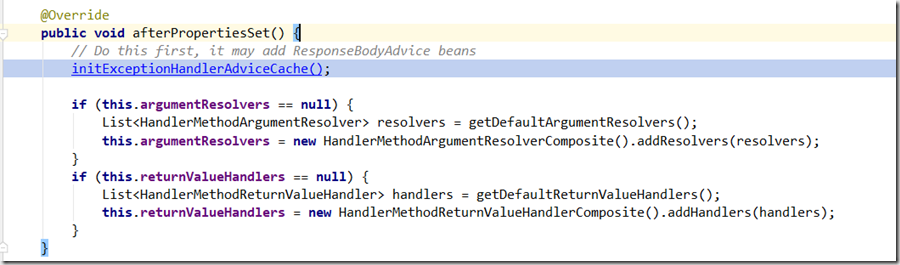 @Override
public void afterPropertiesSet() {
// Do this first, it may add ResponseBodyAdvice beans
initExceptionHandlerAdviceCache();
if (this.argumentResolvers == null) {
List<HandlerMethodArgumentResolver> resolvers = getDefaultArgumentResolvers();
this.argumentResolvers = new HandlerMethodArgumentResolverComposite().addResolvers(resolvers);
}
if (this.returnValueHandlers == null) {
List<HandlerMethodReturnValueHandler> handlers = getDefaultReturnValueHandlers();
this.returnValueHandlers = new HandlerMethodReturnValueHandlerComposite().addHandlers(handlers);
}
}